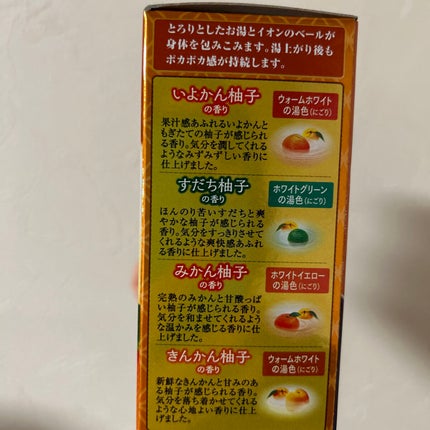 とろりとしたお湯とイオンのベールが
身体を包みこみます。湯上がり後も
ポカポカ感が持続します。
いよかん柚子
の香り
ウォームホワイト
の湯色(にごり)
果汁感あふれるいよかんと
もぎたての柚子が感じられ
る香り。気分を潤してくれる
ようなみずみずしい香りに
仕上げました。
すだち柚子
の香り
ホワイトグリーン
の湯色(にごり)
ほんのり苦いすだちと爽
やかな柚子が感じられる
香り。気分をすっきりさせて
くれるような爽快感あふれ
る香りに仕上げました。
みかん柚子
の香り
ホワイトイエロー
の湯色(にごり)
完熟のみかんと甘酸っぱ
い柚子が感じられる香り。
気分を和ませてくれるよう
な温かみを感じる香りに仕
上げました。
きんかん柚子
の香り
ウォームホワイト
の湯色(にごり)
新鮮なきんかんと甘みのあ
る柚子が感じられる香り。
気分を落ち着かせてくれる
ような心地よい香りに仕上
げました。